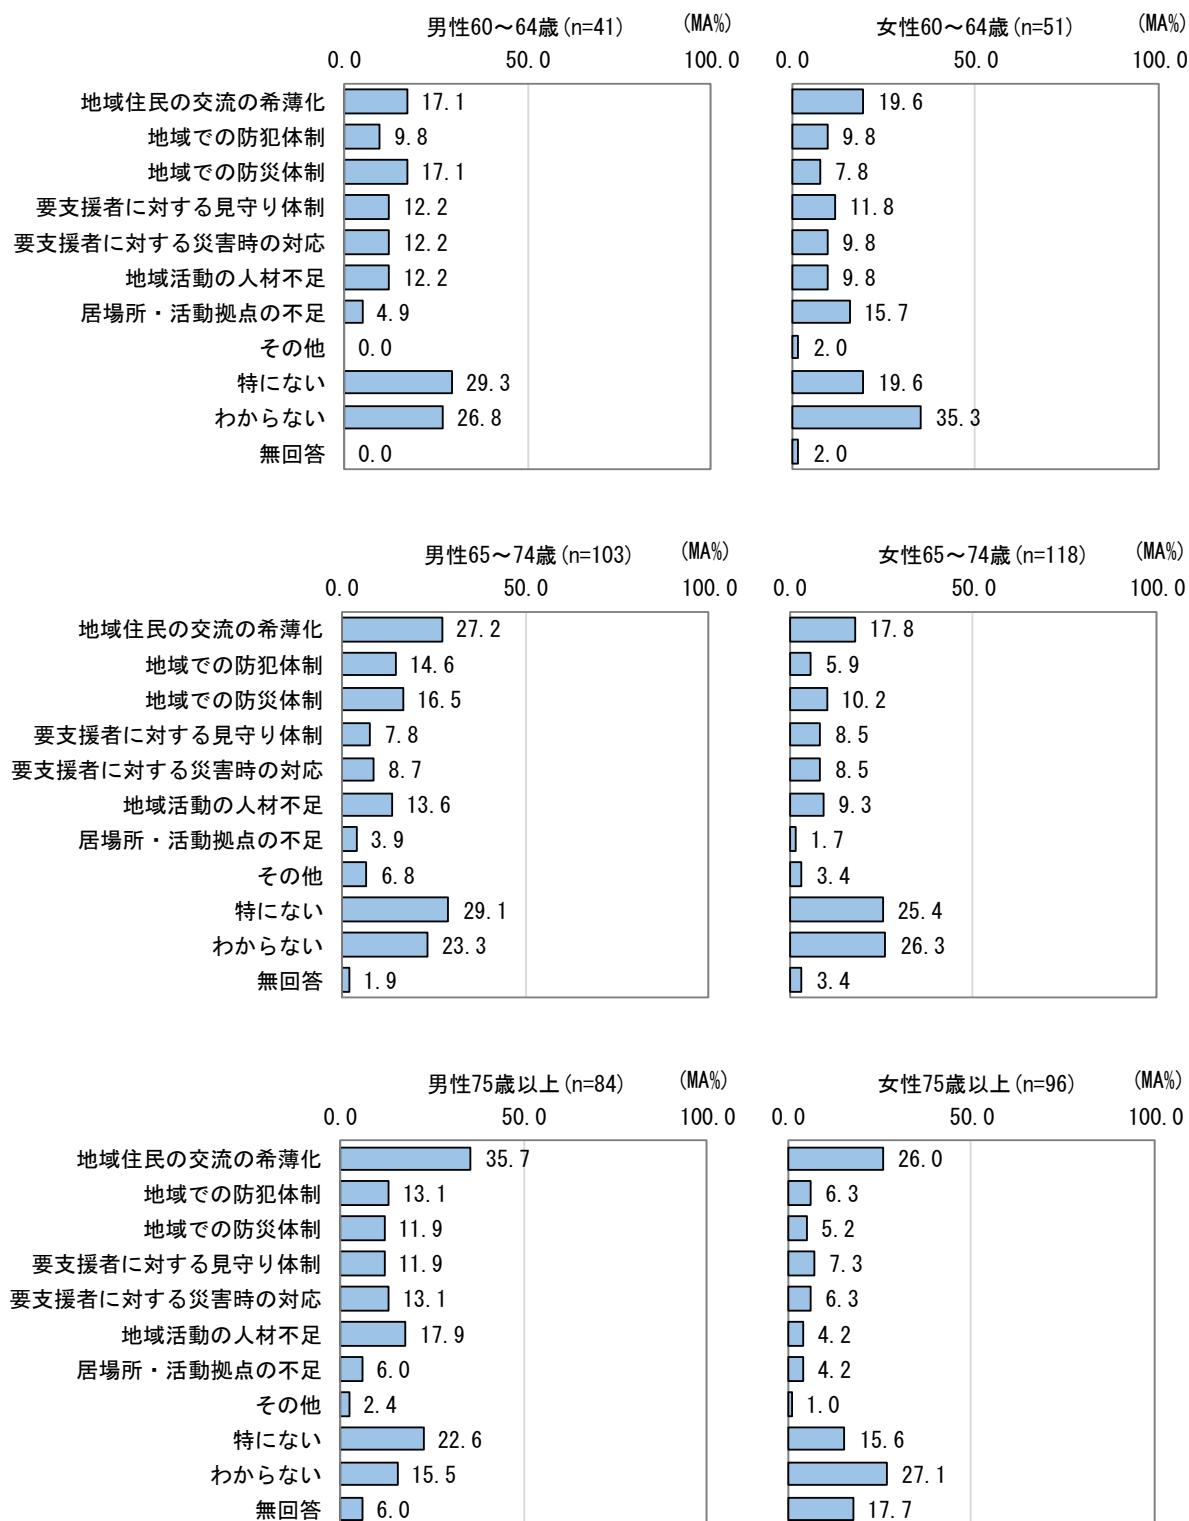 男性60～64歳(n=41) (MA%) 女性60～64歳(n=51) (MA%)
0.0 50.0 100.0 0.0 50.0 100.0
地域住民の交流の希薄化 17.1 19.6
地域での防犯体制 9.8 9.8
地域での防災体制 17.1 7.8
要支援者に対する見守り体制 12.2 11.8
要支援者に対する災害時の対応 12.2 9.8
地域活動の人材不足 12.2 9.8
居場所・活動拠点の不足 4.9 15.7
その他 0.0 2.0
特にない 29.3 19.6
わからない 26.8 35.3
無回答 0.0 2.0
男性65～74歳(n=103) (MA%) 女性65～74歳(n=118) (MA%)
0.0 50.0 100.0 0.0 50.0 100.0
地域住民の交流の希薄化 27.2 17.8
地域での防犯体制 14.6 5.9
地域での防災体制 16.5 10.2
要支援者に対する見守り体制 7.8 8.5
要支援者に対する災害時の対応 8.7 8.5
地域活動の人材不足 13.6 9.3
居場所・活動拠点の不足 3.9 1.7
その他 6.8 3.4
特にない 29.1 25.4
わからない 23.3 26.3
無回答 1.9 3.4
男性75歳以上(n=84) (MA%) 女性75歳以上(n=96) (MA%)
0.0 50.0 100.0 0.0 50.0 100.0
地域住民の交流の希薄化 35.7 26.0
地域での防犯体制 13.1 6.3
地域での防災体制 11.9 5.2
要支援者に対する見守り体制 11.9 7.3
要支援者に対する災害時の対応 13.1 6.3
地域活動の人材不足 17.9 4.2
居場所・活動拠点の不足 6.0 4.2
その他 2.4 1.0
特にない 22.6 15.6
わからない 15.5 27.1
無回答 6.0 17.7